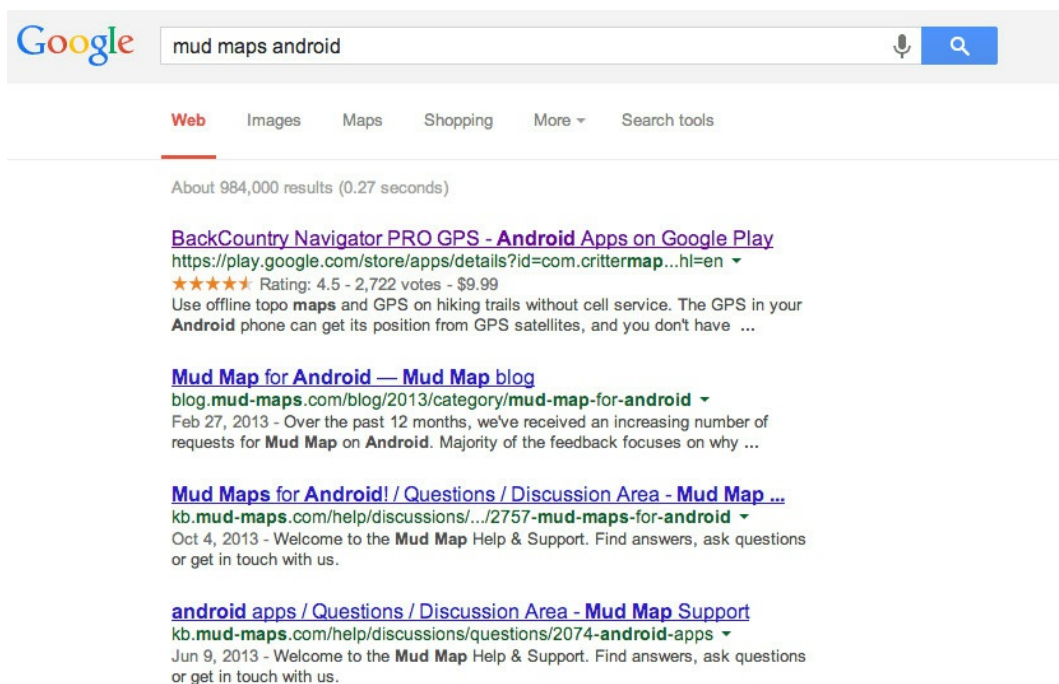 Google
mud maps android
Web Images Maps Shopping More Search tools
About 984,000 results (0.27 seconds)
BackCountry Navigator PRO GPS - Android Apps on Google Play
https://play.google.com/store/apps/details?id=com.crittermap...hl=en
Rating: 4.5 - 2,722 votes - $9.99
Use offline topo maps and GPS on hiking trails without cell service. The GPS in your
Android phone can get its position from GPS satellites, and you don't have ...
Mud Map for Android — Mud Map blog
blog.mud-maps.com/blog/2013/category/mud-map-for-android
Feb 27, 2013 - Over the past 12 months, we've received an increasing number of
requests for Mud Map on Android. Majority of the feedback focuses on why ...
Mud Maps for Android! / Questions / Discussion Area - Mud Map ...
kb.mud-maps.com/help/discussions/.../2757-mud-maps-for-android
Oct 4, 2013 - Welcome to the Mud Map Help & Support. Find answers, ask questions
or get in touch with us.
android apps / Questions / Discussion Area - Mud Map Support
kb.mud-maps.com/help/discussions/questions/2074-android-apps
Jun 9, 2013 - Welcome to the Mud Map Help & Support. Find answers, ask questions
or get in touch with us.